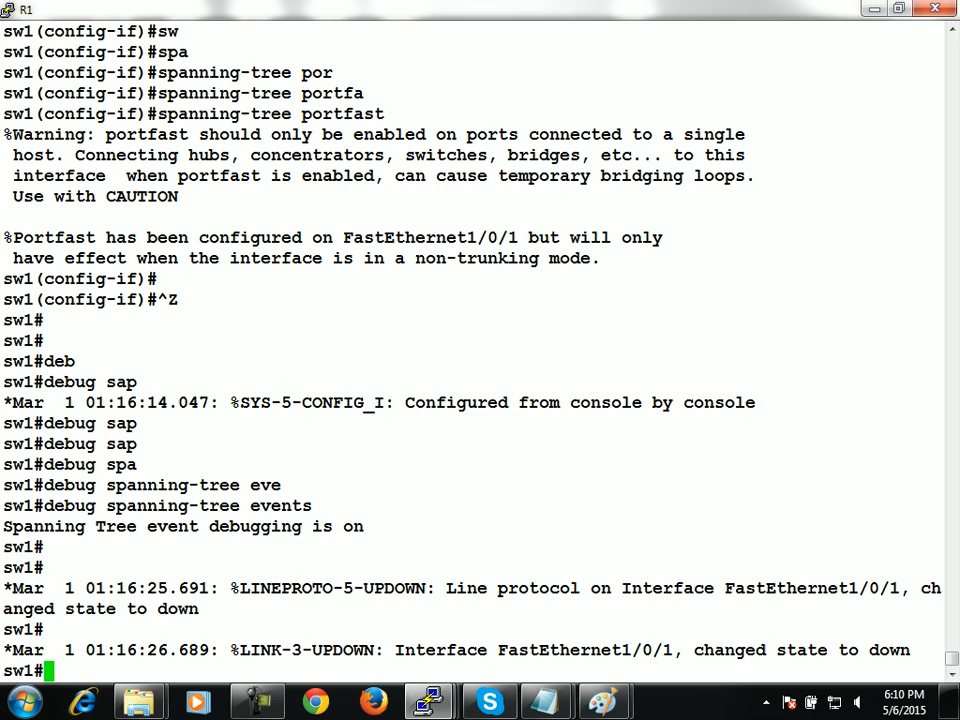 R1
sw1(config-if)#sw
sw1(config-if)#spa
sw1(config-if)#spanning-tree por
sw1(config-if)#spanning-tree portfa
sw1(config-if)#spanning-tree portfast
%Warning: portfast should only be enabled on ports connected to a single
host. Connecting hubs, concentrators, switches, bridges, etc... to this
interface  when portfast is enabled, can cause temporary bridging loops.
Use with CAUTION
%Portfast has been configured on FastEthernet1/0/1 but will only
have effect when the interface is in a non-trunking mode.
sw1(config-if)#
sw1(config-if)#^Z
sw1#
sw1#
sw1#deb
sw1#debug sap
*Mar  1 01:16:14.047: %SYS-5-CONFIG_I: Configured from console by console
sw1#debug sap
sw1#debug sap
sw1#debug spa
sw1#debug spanning-tree eve
sw1#debug spanning-tree events
Spanning Tree event debugging is on
sw1#
sw1#
*Mar  1 01:16:25.691: %LINEPROTO-5-UPDOWN: Line protocol on Interface FastEthernet1/0/1, ch
anged state to down
sw1#
*Mar  1 01:16:26.689: %LINK-3-UPDOWN: Interface FastEthernet1/0/1, changed state to down
sw1#
6:10 PM
5/6/2015